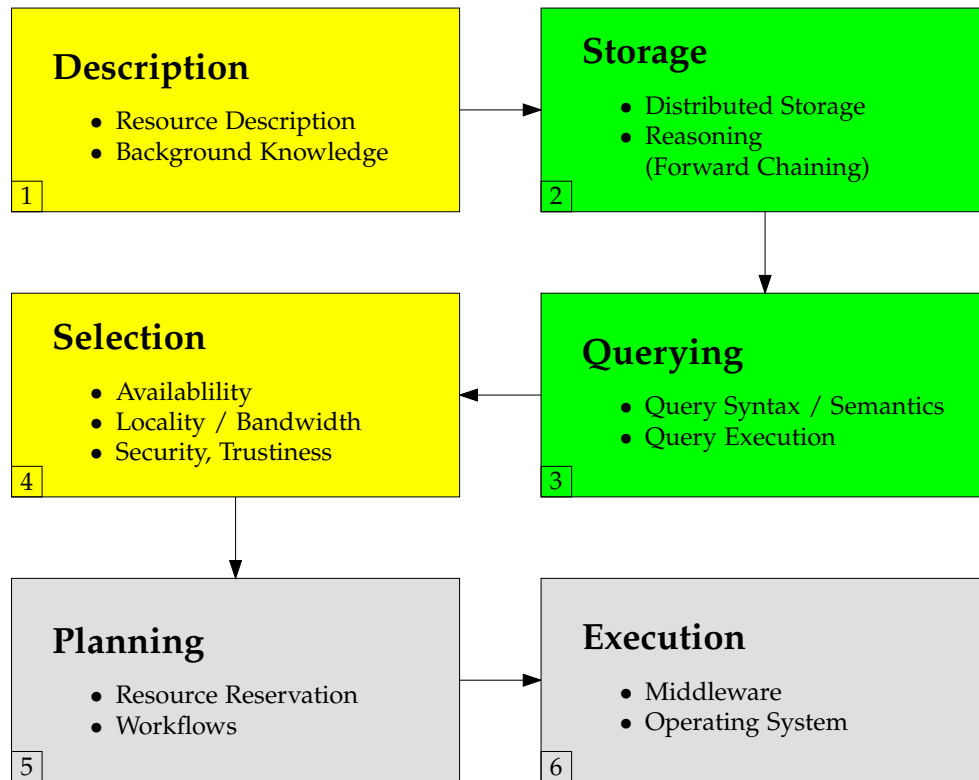 Description
• Resource Description
• Background Knowledge
1
Storage
• Distributed Storage
• Reasoning
(Forward Chaining)
2
Querying
• Query Syntax / Semantics
• Query Execution
3
Selection
• Availablility
• Locality / Bandwidth
• Security, Trustiness
4
Planning
• Resource Reservation
• Workflows
5
Execution
• Middleware
• Operating System
6